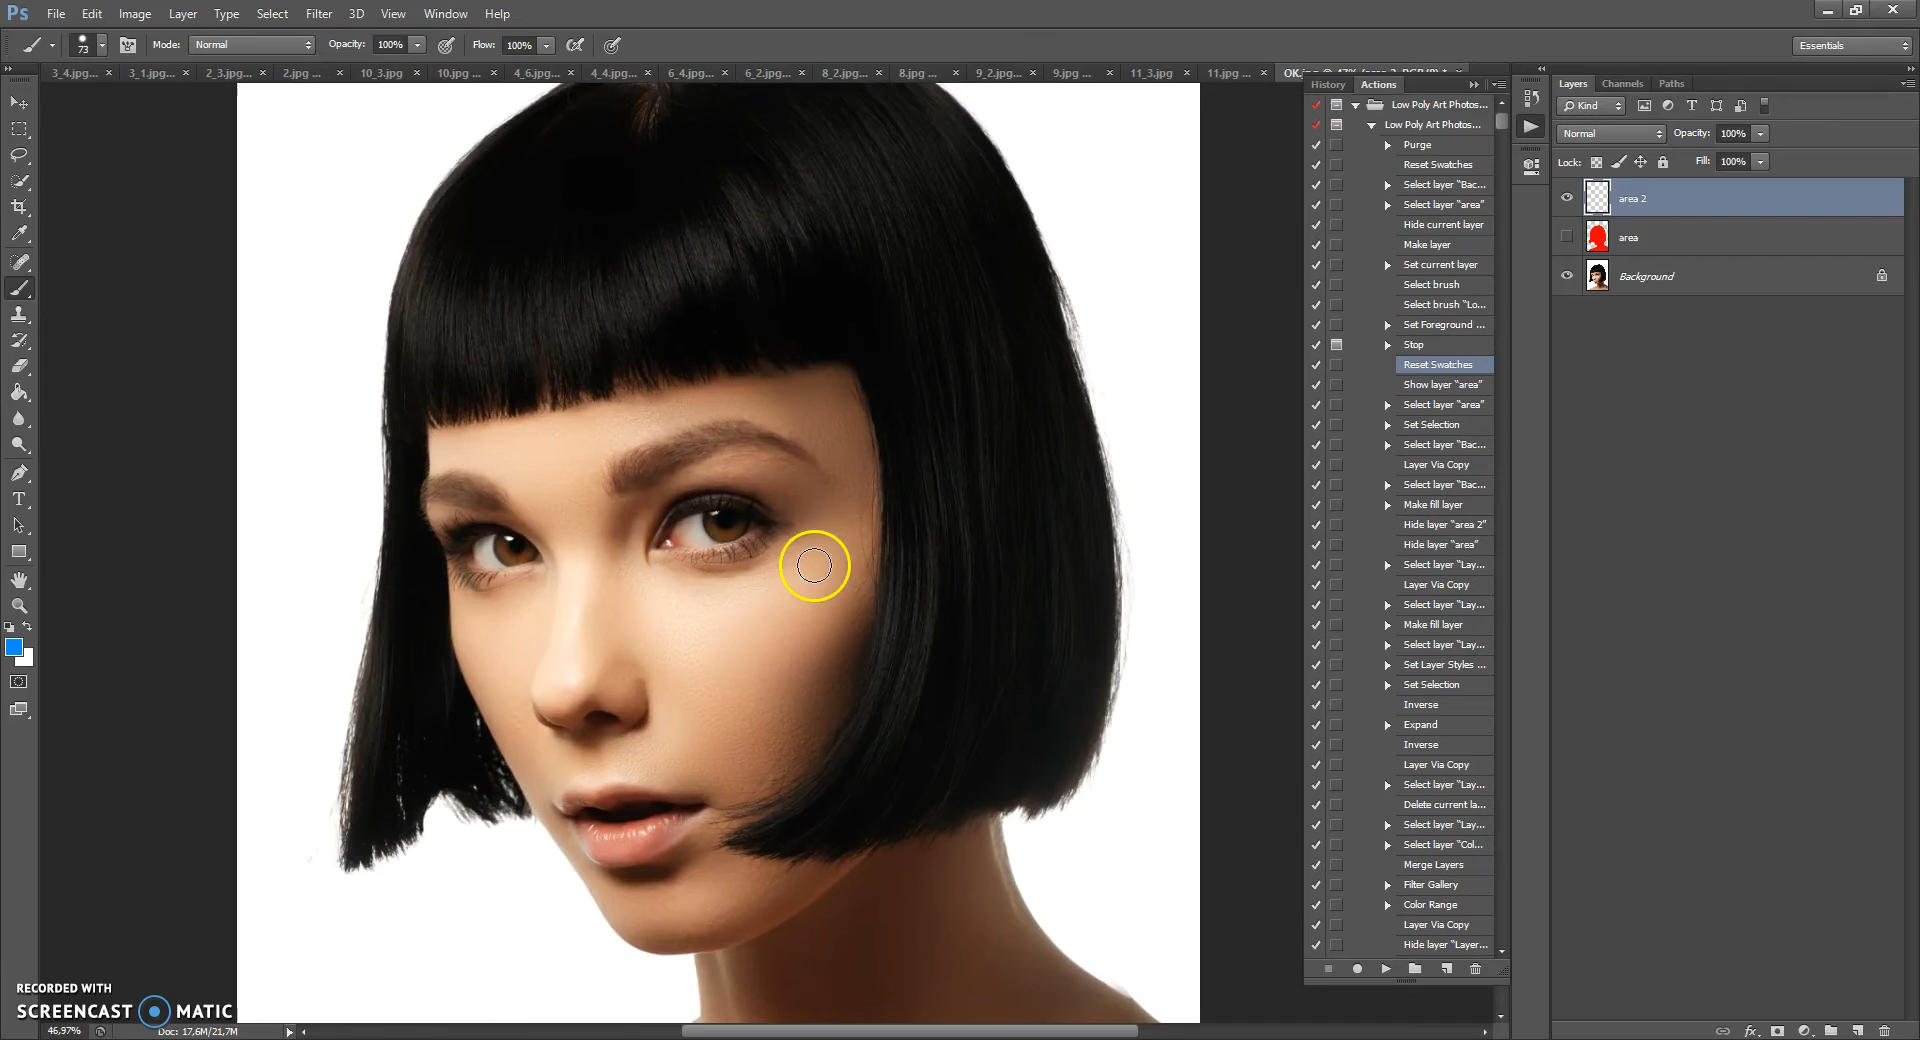 Ps File Edit Image Layer Type Select Filter 3D View Window Help
73 Mode: Normal Opacity: 100% Flow: 100% Essentials
3_4.jpg... × 3_1.jpg... × 2_3.jpg... × 2.jpg ... × 10_3.jpg × 10.jpg ... × 4_6.jpg... × 4_4.jpg... × 6_4.jpg... × 6_2.jpg... × 8_2.jpg... × 8.jpg ... × 9_2.jpg... × 9.jpg ... × 11_3.jpg × 11.jpg ... ×
History Actions
Low Poly Art Photos...
Low Poly Art Photos...
Purge
Reset Swatches
Select layer "Bac...
Select layer "area"
Hide current layer
Make layer
Set current layer
Select brush
Select brush "Lo...
Set Foreground ...
Stop
Reset Swatches
Show layer "area"
Select layer "area"
Set Selection
Select layer "Bac...
Layer Via Copy
Select layer "Bac...
Make fill layer
Hide layer "area 2"
Hide layer "area"
Select layer "Lay...
Layer Via Copy
Select layer "Lay...
Make fill layer
Select layer "Lay...
Set Layer Styles ...
Set Selection
Inverse
Expand
Inverse
Layer Via Copy
Select layer "Lay...
Delete current la...
Select layer "Lay...
Select layer "Col...
Merge Layers
Filter Gallery
Color Range
Layer Via Copy
Hide layer "Layer...
Layers Channels Paths
Kind
Normal Opacity: 100%
Lock: Fill: 100%
area 2
area
Background
RECORDED WITH
SCREENCAST MATIC
46,97% Doc: 17,6M/21,7M